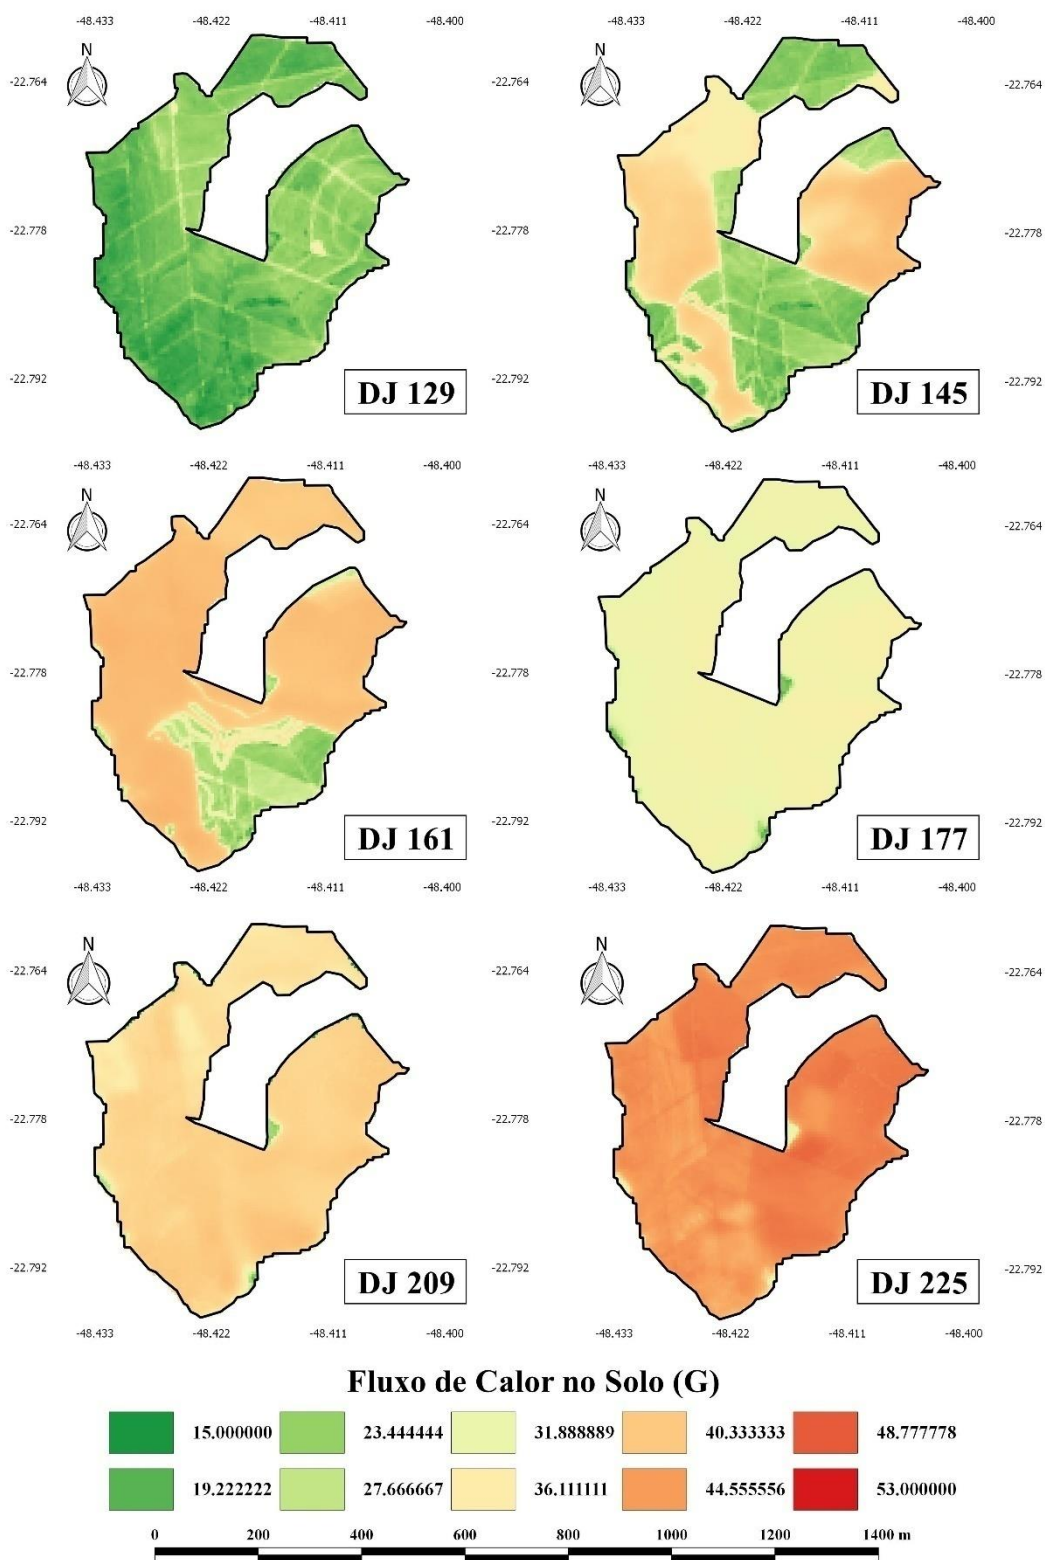 -48.433 -48.422 -48.411 -48.400 -48.433 -48.422 -48.411 -48.400
N N
-22.764 -22.764 -22.764
-22.778 -22.778 -22.778
-22.792 -22.792 -22.792
DJ 129 DJ 145
-48.433 -48.422 -48.411 -48.400 -48.433 -48.422 -48.411 -48.400
N N
-22.764 -22.764 -22.764
-22.778 -22.778 -22.778
-22.792 -22.792 -22.792
DJ 161 DJ 177
-48.433 -48.422 -48.411 -48.400 -48.433 -48.422 -48.411 -48.400
N N
-22.764 -22.764 -22.764
-22.778 -22.778 -22.778
-22.792 -22.792 -22.792
DJ 209 DJ 225
-48.433 -48.422 -48.411 -48.400 -48.433 -48.422 -48.411 -48.400
Fluxo de Calor no Solo (G)
15.000000 23.444444 31.888889 40.333333 48.777778
19.222222 27.666667 36.111111 44.555556 53.000000
0 200 400 600 800 1000 1200 1400 m